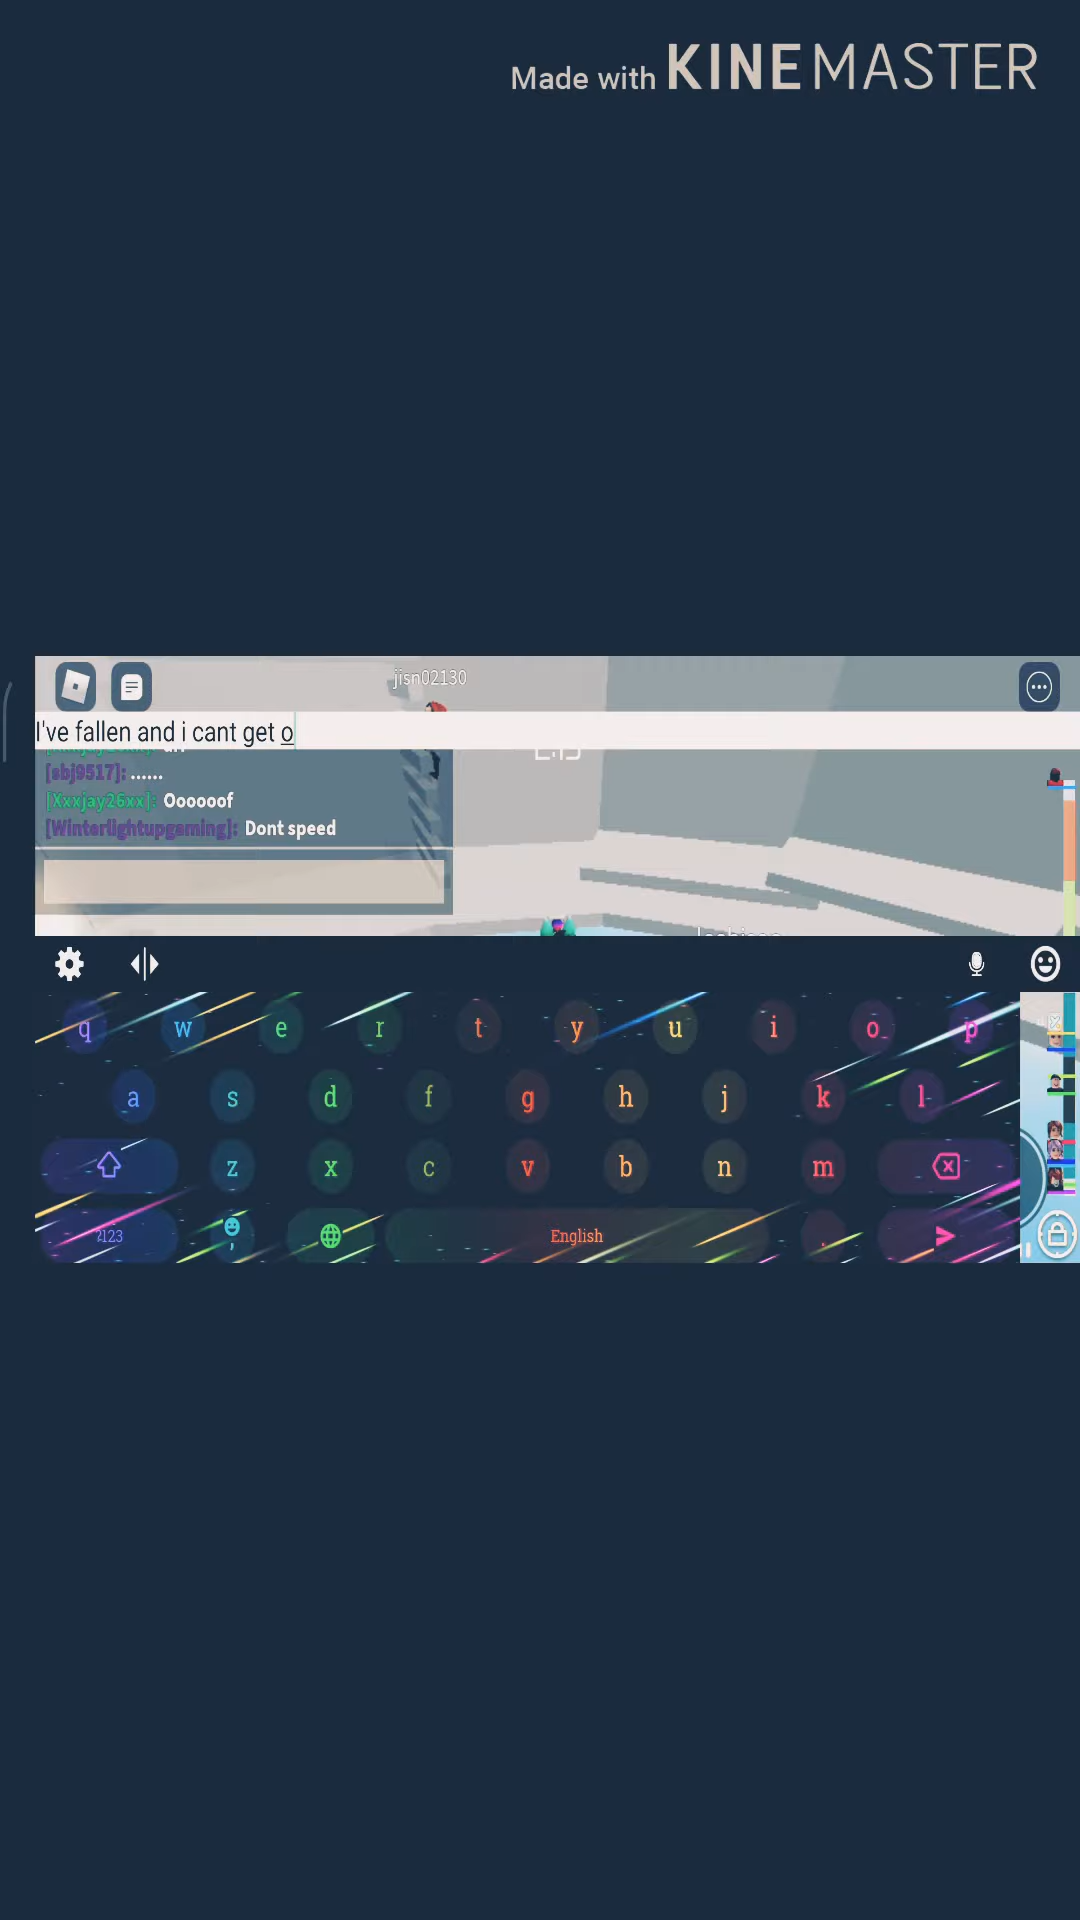 Made with KINEMASTER
jisn02130
I've fallen and i cant get o
[sbj9517]: ......
[Xxxjay26xx]: Oooooof
[Winterlightupgaming]: Dont speed
q w e r t y u i o p
a s d f g h j k l
z x c v b n m
?123 , English .